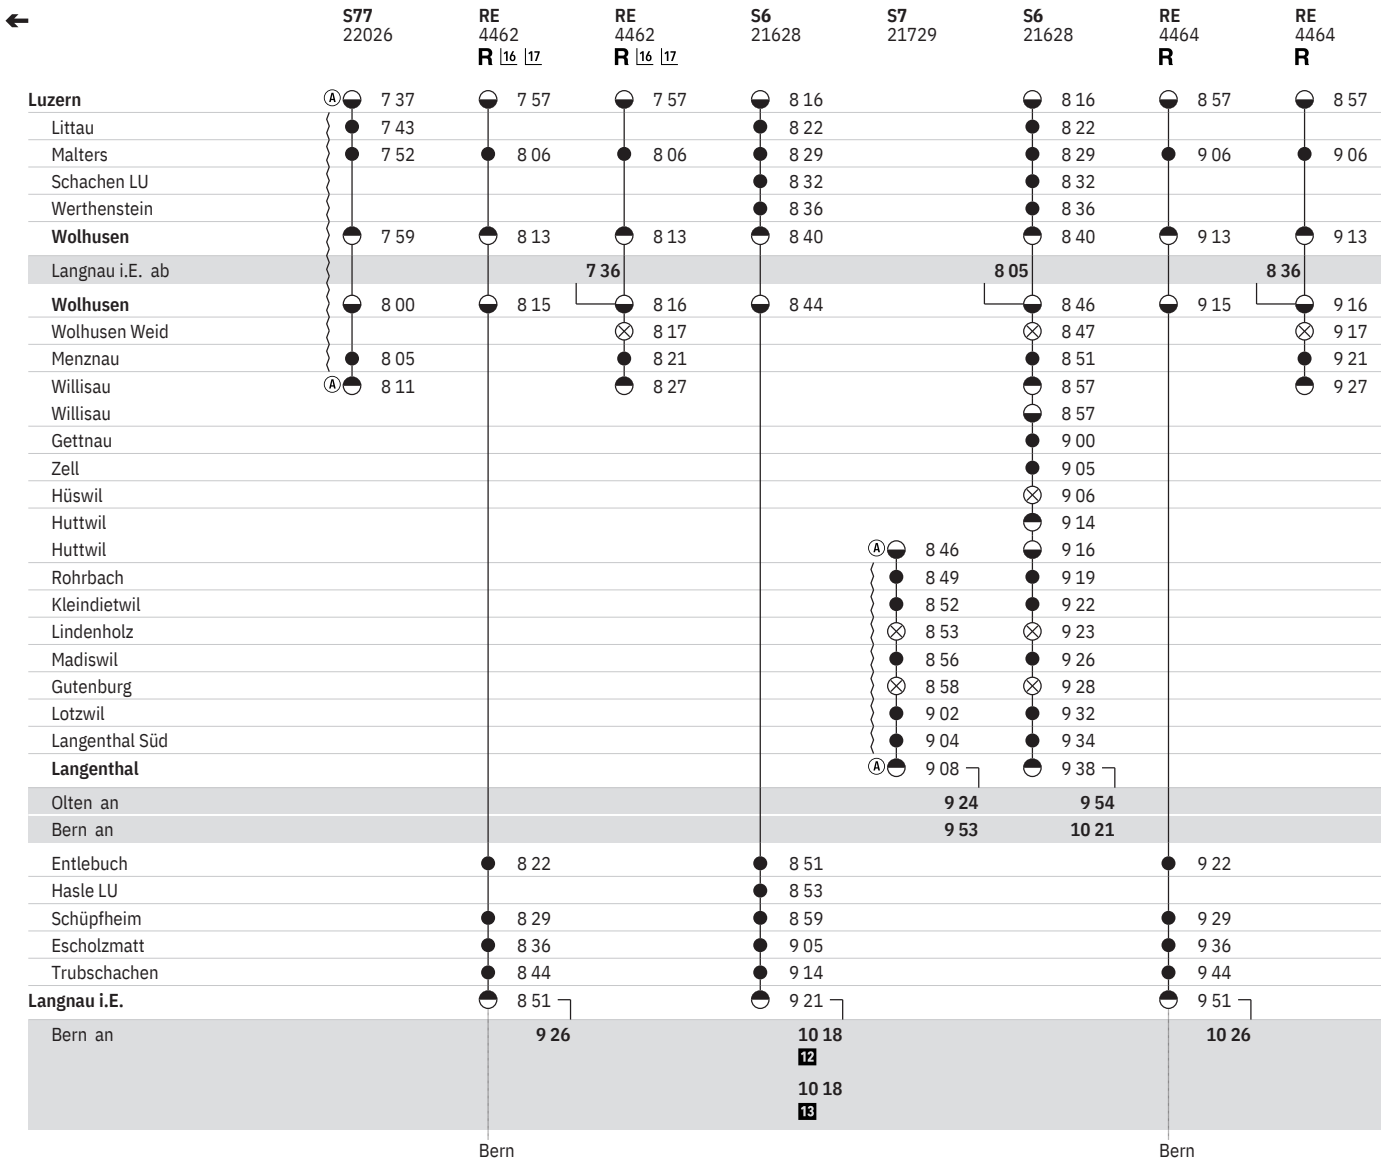 S77 RE RE S6 S7 S6 RE RE
22026 4462 4462 21628 21729 21628 4464 4464
R 16 17 R 16 17 R R
Luzern A 7 37 7 57 7 57 8 16 8 16 8 57 8 57
Littau 7 43 8 22 8 22
Malters 7 52 8 06 8 06 8 29 8 29 9 06 9 06
Schachen LU 8 32 8 32
Werthenstein 8 36 8 36
Wolhusen 7 59 8 13 8 13 8 40 8 40 9 13 9 13
Langnau i.E. ab 7 36 8 05 8 36
Wolhusen 8 00 8 15 8 16 8 44 8 46 9 15 9 16
Wolhusen Weid 8 17 8 47 9 17
Menznau 8 05 8 21 8 51 9 21
Willisau A 8 11 8 27 8 57 9 27
Willisau 8 57
Gettnau 9 00
Zell 9 05
Hüswil 9 06
Huttwil 9 14
Huttwil A 8 46 9 16
Rohrbach 8 49 9 19
Kleindietwil 8 52 9 22
Lindenholz 8 53 9 23
Madiswil 8 56 9 26
Gutenburg 8 58 9 28
Lotzwil 9 02 9 32
Langenthal Süd 9 04 9 34
Langenthal A 9 08 9 38
Olten an 9 24 9 54
Bern an 9 53 10 21
Entlebuch 8 22 8 51 9 22
Hasle LU 8 53
Schüpfheim 8 29 8 59 9 29
Escholzmatt 8 36 9 05 9 36
Trubschachen 8 44 9 14 9 44
Langnau i.E. 8 51 9 21 9 51
Bern an 9 26 10 18 10 26
12
10 18
13
Bern Bern